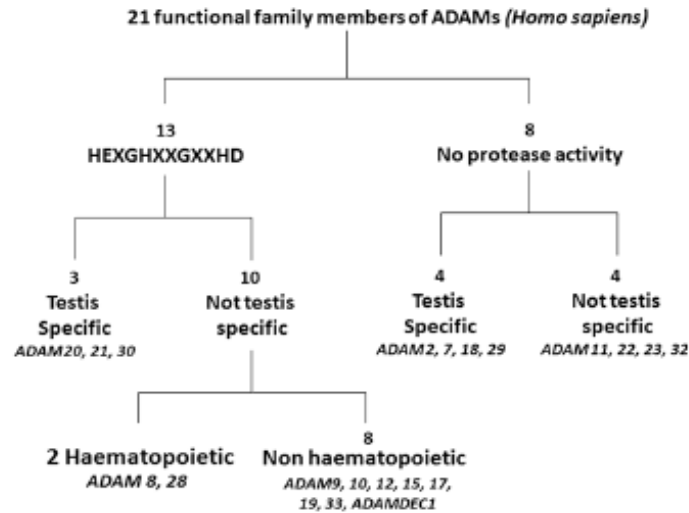 21 functional family members of ADAMs (Homo sapiens)
13
HEXGHXXGXXHD
8
No protease activity
3
Testis
Specific
ADAM20, 21, 30
10
Not testis
specific
4
Testis
Specific
ADAM2, 7, 18, 29
4
Not testis
specific
ADAM11, 22, 23, 32
2 Haematopoietic
ADAM 8, 28
8
Non haematopoietic
ADAM9, 10, 12, 15, 17,
19, 33, ADAMDEC1